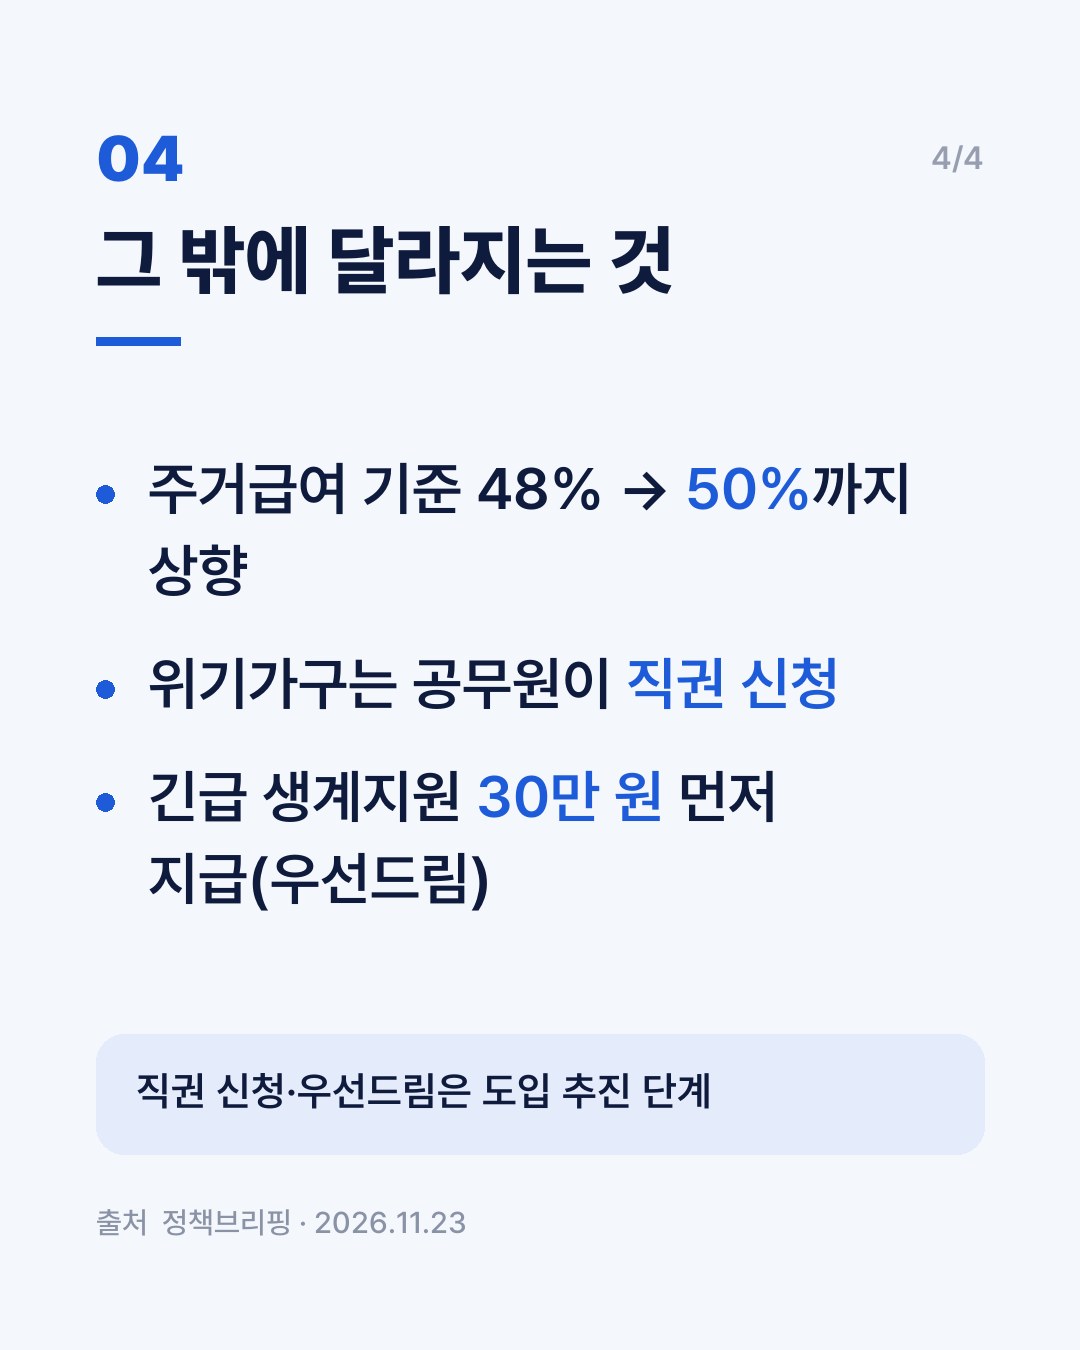 04
4/4
그 밖에 달라지는 것
주거급여 기준 48% → 50%까지
상향
위기가구는 공무원이 직권 신청
긴급 생계지원 30만 원 먼저
지급(우선드림)
직권 신청·우선드림은 도입 추진 단계
출처 정책브리핑 · 2026.11.23